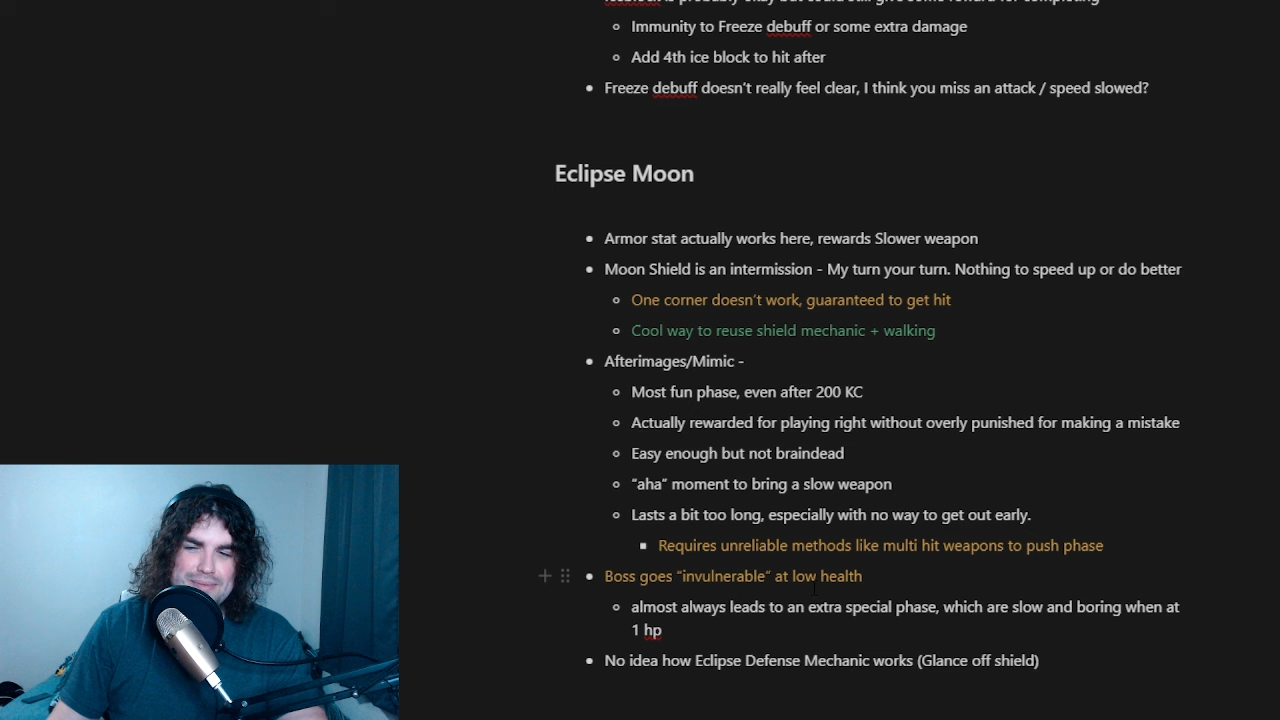 Immunity to Freeze debuff or some extra damage
Add 4th ice block to hit after
Freeze debuff doesn't really feel clear, I think you miss an attack / speed slowed?
Eclipse Moon
Armor stat actually works here, rewards Slower weapon
Moon Shield is an intermission - My turn your turn. Nothing to speed up or do better
One corner doesn't work, guaranteed to get hit
Cool way to reuse shield mechanic + walking
Afterimages/Mimic -
Most fun phase, even after 200 KC
Actually rewarded for playing right without overly punished for making a mistake
Easy enough but not braindead
“aha” moment to bring a slow weapon
Lasts a bit too long, especially with no way to get out early.
Requires unreliable methods like multi hit weapons to push phase
Boss goes “invulnerable” at low health
almost always leads to an extra special phase, which are slow and boring when at
1 hp
No idea how Eclipse Defense Mechanic works (Glance off shield)